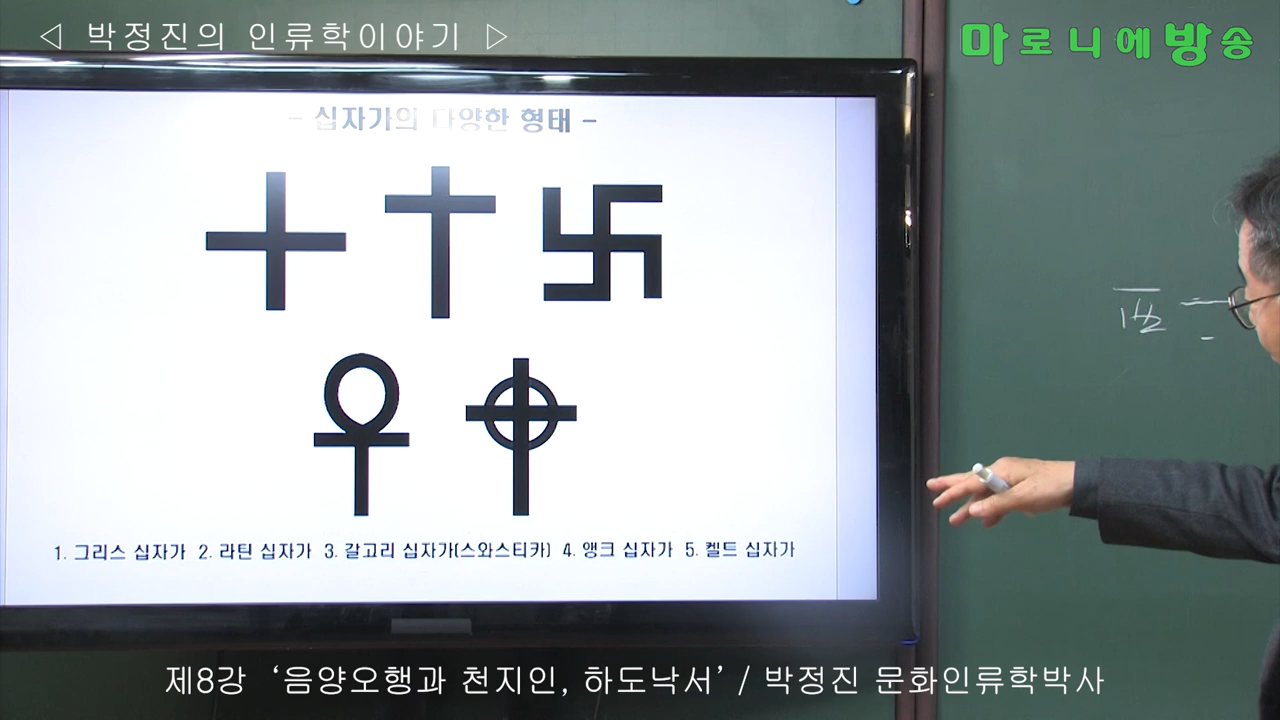 ◁ 박정진의 인류학이야기 ▷
마로니에방송
- 십자가의 다양한 형태 -
1. 그리스 십자가 2. 라틴 십자가 3. 갈고리 십자가(스와스티카) 4. 앵크 십자가 5. 켈트 십자가
제8강 ‘음양오행과 천지인, 하도낙서’ / 박정진 문화인류학박사